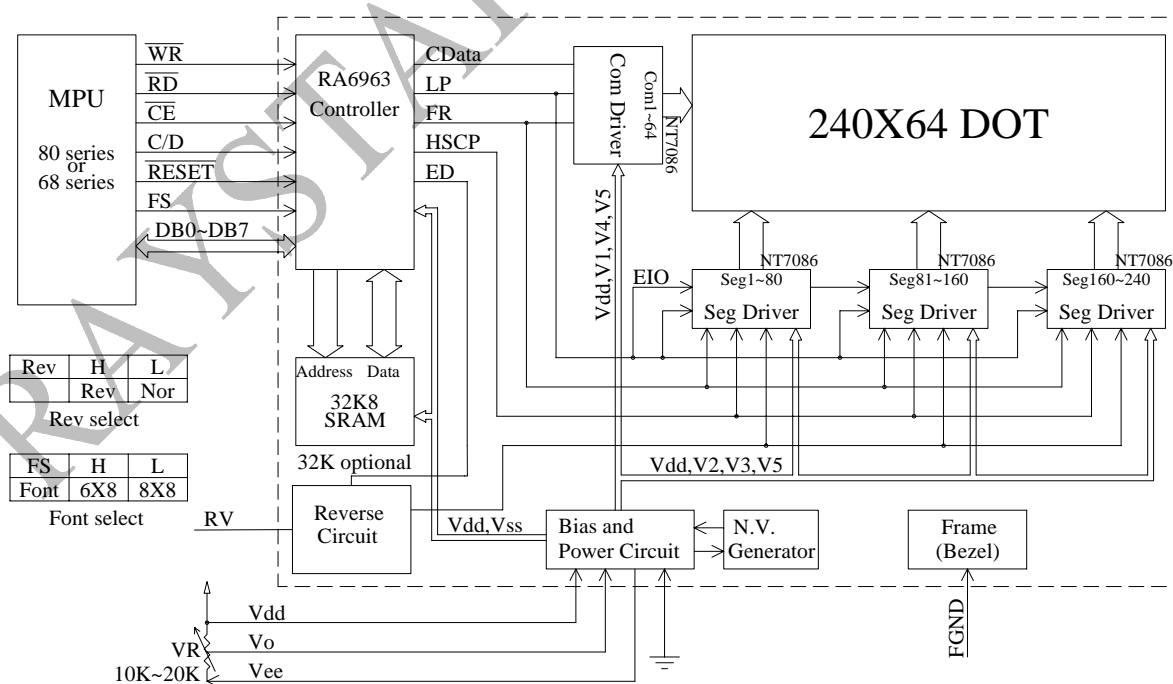 MPU
80 series
or
68 series
WR
RD
CE
C/D
RESET
FS
DB0~DB7
RA6963
Controller
CData
LP
FR
HSCP
ED
Com Driver
Com1~64
NT7086
240X64 DOT
Vdd,V1,V4,V5
EIO
NT7086
Seg1~80
Seg Driver
NT7086
Seg81~160
Seg Driver
NT7086
Seg160~240
Seg Driver
Address Data
32K8
SRAM
32K optional
Rev H L
Rev Nor
Rev select
FS H L
Font 6X8 8X8
Font select
RV
Reverse
Circuit
Vdd,Vss
Vdd,V2,V3,V5
Bias and
Power Circuit
N.V.
Generator
Frame
(Bezel)
FGND
Vdd
Vo
Vee
VR
10K~20K
RAYSTAR